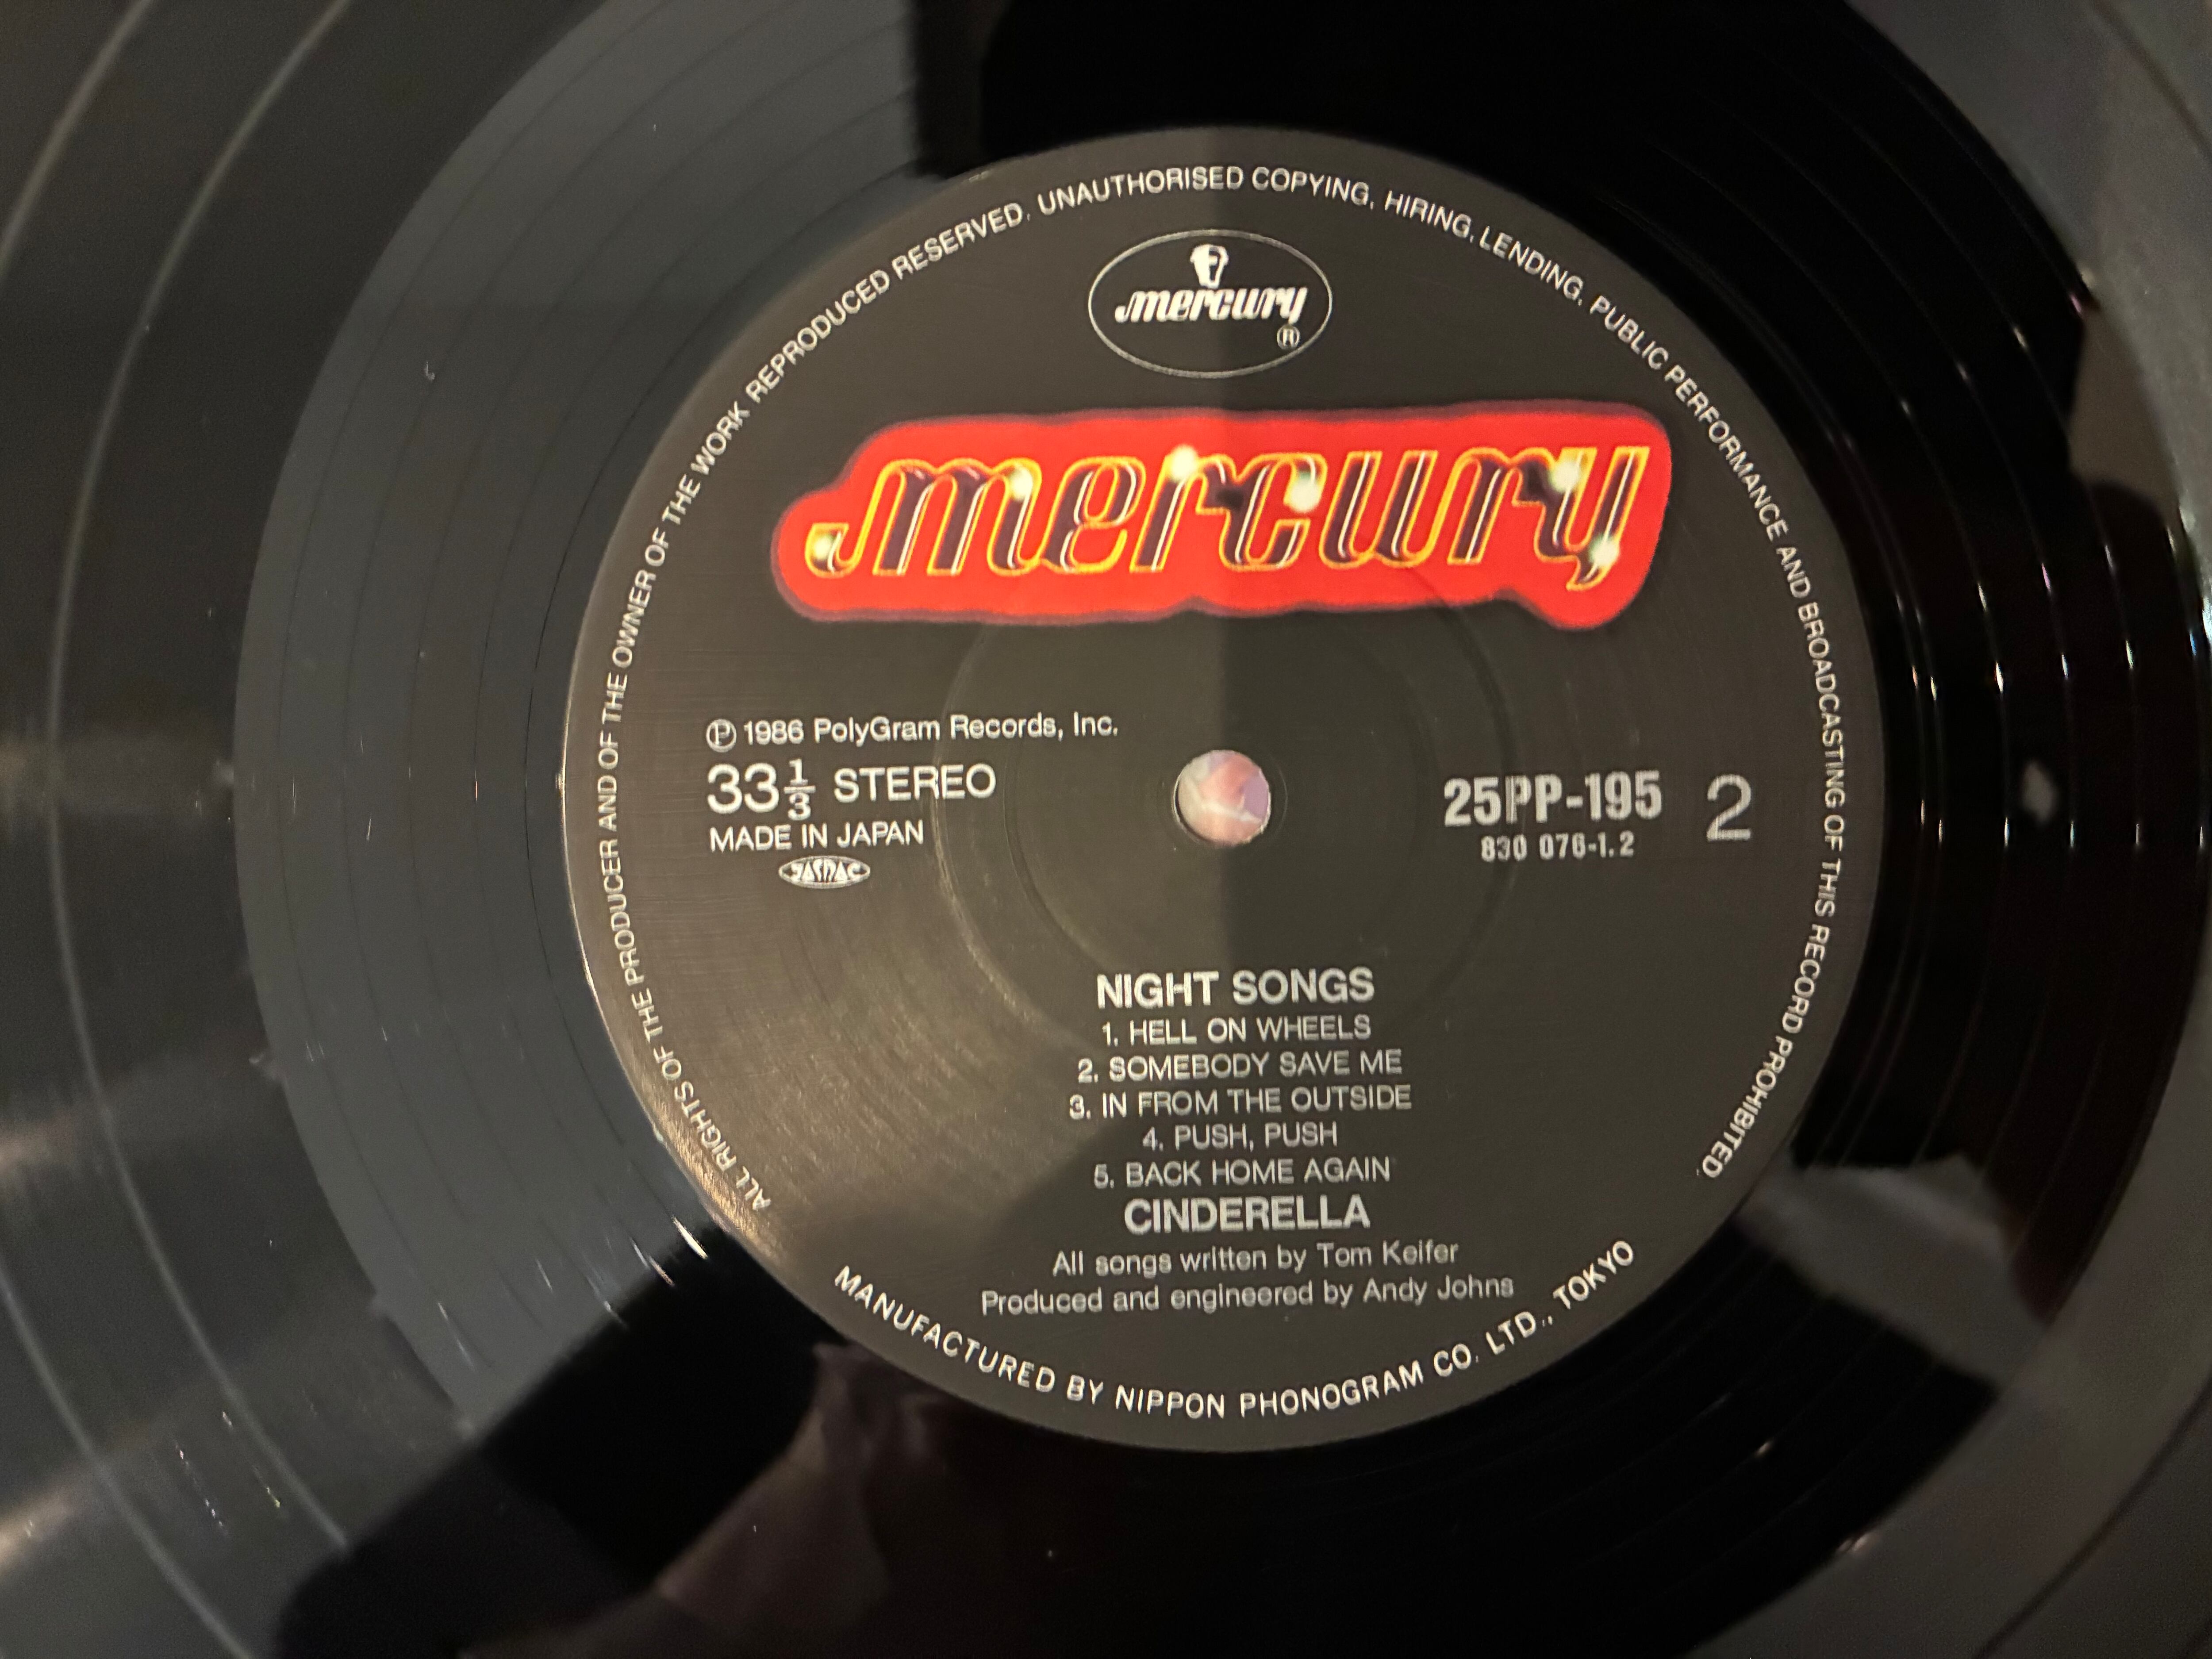 ALL RIGHTS OF THE PRODUCER AND OF THE OWNER OF THE WORK REPRODUCED RESERVED. UNAUTHORISED COPYING, HIRING, LENDING, PUBLIC PERFORMANCE AND BROADCASTING OF THIS RECORD PROHIBITED.
mercury
®
mercury
Ⓟ 1986 PolyGram Records, Inc.
33 1/3 STEREO
MADE IN JAPAN
JASRAC
25PP-195 2
830 076-1.2
NIGHT SONGS
1. HELL ON WHEELS
2. SOMEBODY SAVE ME
3. IN FROM THE OUTSIDE
4. PUSH, PUSH
5. BACK HOME AGAIN
CINDERELLA
All songs written by Tom Keifer
Produced and engineered by Andy Johns
MANUFACTURED BY NIPPON PHONOGRAM CO. LTD., TOKYO